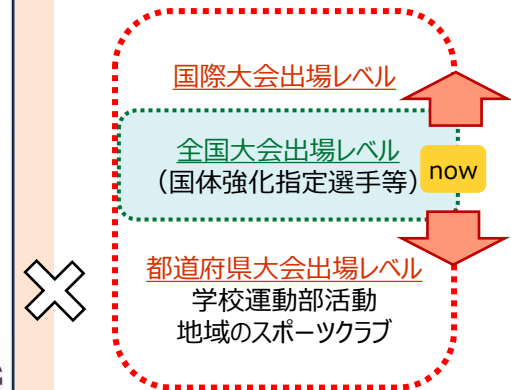 国際大会出場レベル
全国大会出場レベル
（国体強化指定選手等）
now
都道府県大会出場レベル
学校運動部活動
地域のスポーツクラブ